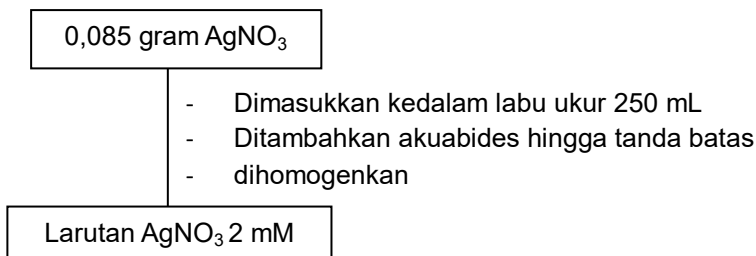 0,085 gram AgNO₃
- Dimasukkan kedalam labu ukur 250 mL
- Ditambahkan akuabides hingga tanda batas
- dihomogenkan
Larutan AgNO₃ 2 mM